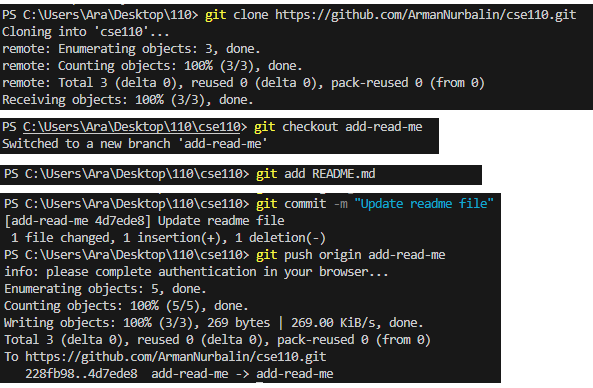 PS C:\Users\Ara\Desktop\110> git clone https://github.com/ArmanNurbalin/cse110.git
Cloning into 'cse110'...
remote: Enumerating objects: 3, done.
remote: Counting objects: 100% (3/3), done.
remote: Total 3 (delta 0), reused 0 (delta 0), pack-reused 0 (from 0)
Receiving objects: 100% (3/3), done.
PS C:\Users\Ara\Desktop\110\cse110> git checkout add-read-me
Switched to a new branch 'add-read-me'
PS C:\Users\Ara\Desktop\110\cse110> git add README.md
PS C:\Users\Ara\Desktop\110\cse110> git commit -m "Update readme file"
[add-read-me 4d7ede8] Update readme file
1 file changed, 1 insertion(+), 1 deletion(-)
PS C:\Users\Ara\Desktop\110\cse110> git push origin add-read-me
info: please complete authentication in your browser...
Enumerating objects: 5, done.
Counting objects: 100% (5/5), done.
Writing objects: 100% (3/3), 269 bytes | 269.00 KiB/s, done.
Total 3 (delta 0), reused 0 (delta 0), pack-reused 0 (from 0)
To https://github.com/ArmanNurbalin/cse110.git
228fb98..4d7ede8 add-read-me -> add-read-me